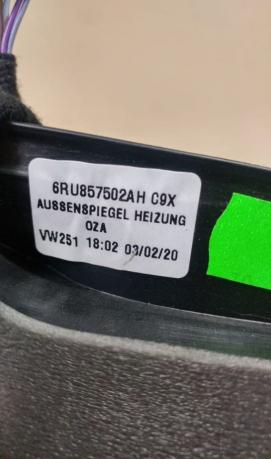 6RU857502AH C9X
AUSSENSPIEGEL HEIZUNG
OZA
VW251 18:02 03/02/20